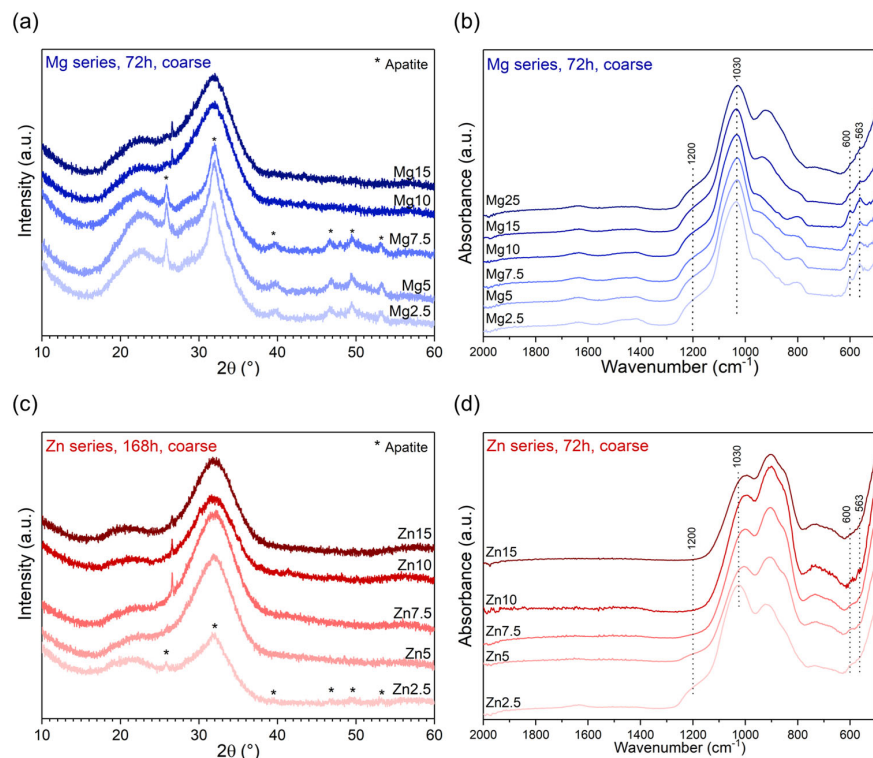 (a)
Mg series, 72h, coarse
* Apatite
Intensity (a.u.)
*
*
*
*
*
*
Mg15
Mg10
Mg7.5
Mg5
Mg2.5
10 20 30 40 50 60
2θ (°)
(b)
Mg series, 72h, coarse
1200
1030
600
563
Absorbance (a.u.)
Mg25
Mg15
Mg10
Mg7.5
Mg5
Mg2.5
2000 1800 1600 1400 1200 1000 800 600
Wavenumber (cm⁻¹)
(c)
Zn series, 168h, coarse
* Apatite
Intensity (a.u.)
Zn15
Zn10
Zn7.5
Zn5
Zn2.5
*
*
*
*
*
*
10 20 30 40 50 60
2θ (°)
(d)
Zn series, 72h, coarse
1200
1030
600
563
Absorbance (a.u.)
Zn15
Zn10
Zn7.5
Zn5
Zn2.5
2000 1800 1600 1400 1200 1000 800 600
Wavenumber (cm⁻¹)